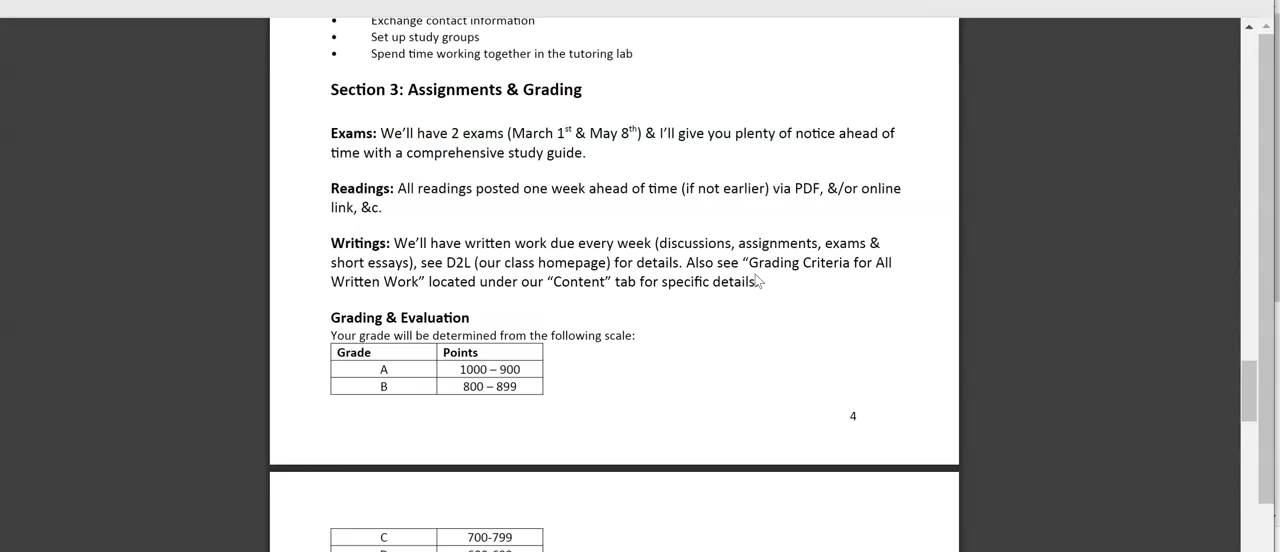 • Exchange contact information
• Set up study groups
• Spend time working together in the tutoring lab
Section 3: Assignments & Grading
Exams: We'll have 2 exams (March 1st & May 8th) & I'll give you plenty of notice ahead of
time with a comprehensive study guide.
Readings: All readings posted one week ahead of time (if not earlier) via PDF, &/or online
link, &c.
Writings: We'll have written work due every week (discussions, assignments, exams &
short essays), see D2L (our class homepage) for details. Also see "Grading Criteria for All
Written Work" located under our "Content" tab for specific details.
Grading & Evaluation
Your grade will be determined from the following scale:
Grade Points
A 1000 – 900
B 800 – 899
4
C 700-799